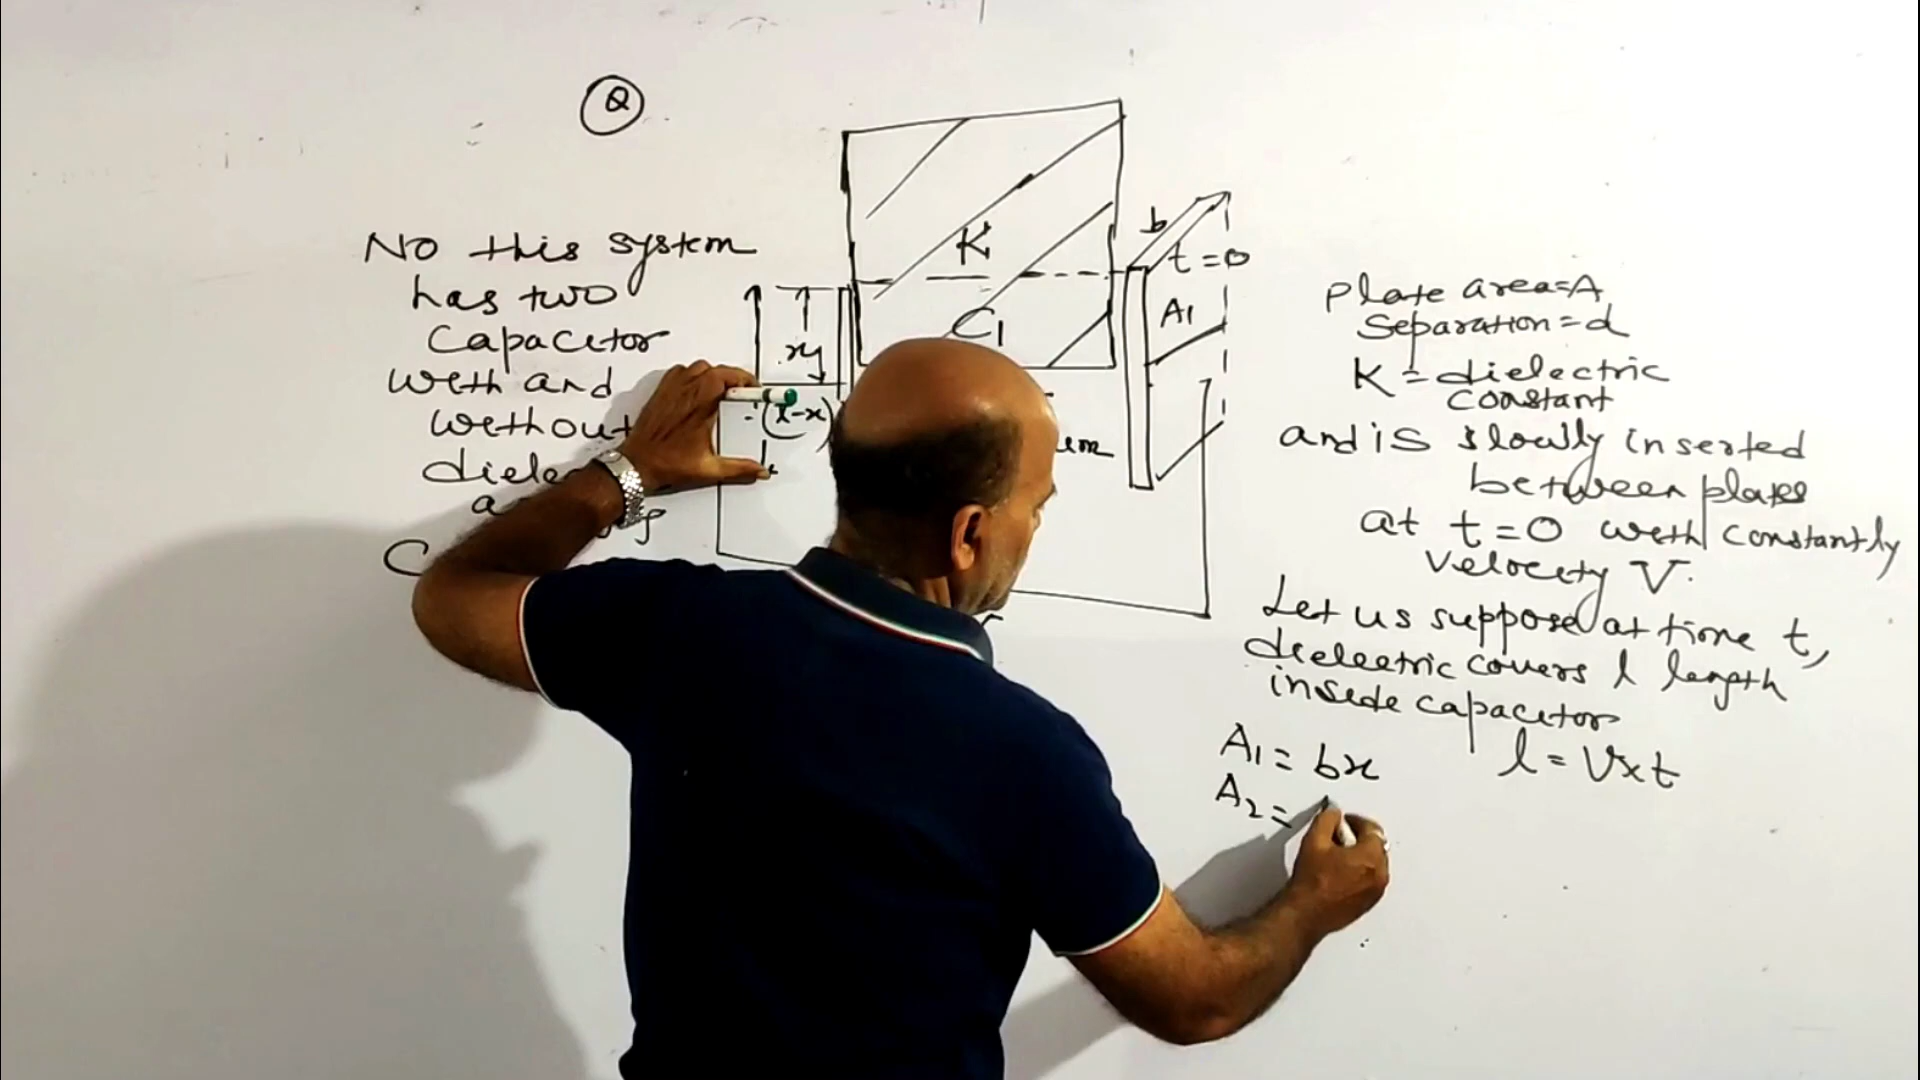 Q
No this system
has two
Capacitor
with and
without
K
C1
b
t = 0
A1
x
(l-x)
Plate area = A
Separation = d
K = dielectric
constant
and is slowly inserted
between plates
at t = 0 with constantly
velocity V.
Let us suppose at time t,
dielectric covers l length
inside capacitor
A1 = bx
l = V x t
A2 =